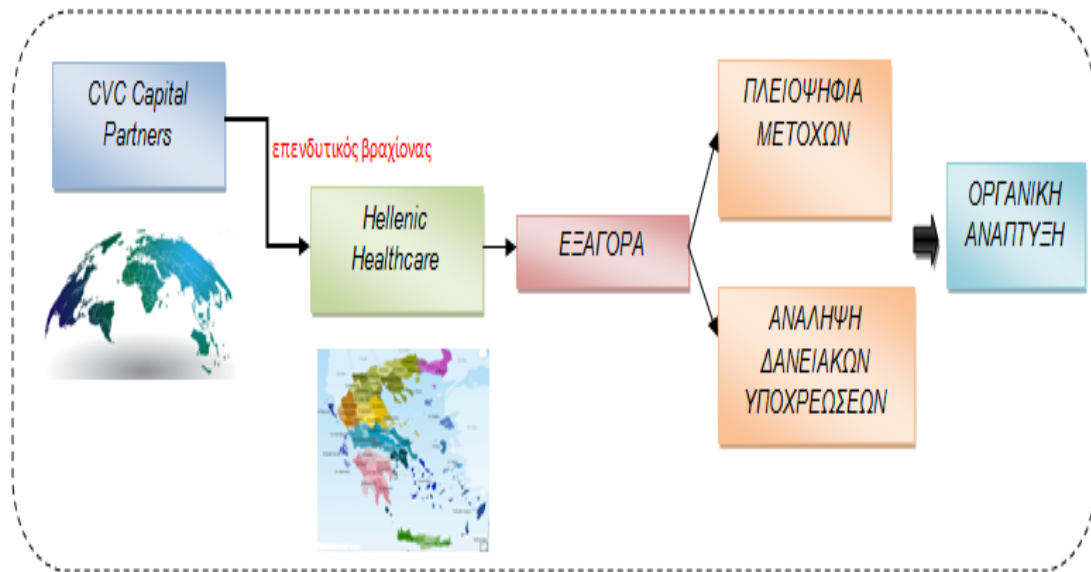 CVC Capital
Partners
επενδυτικός βραχίονας
Hellenic
Healthcare
ΕΞΑΓΟΡΑ
ΠΛΕΙΟΨΗΦΙΑ
ΜΕΤΟΧΩΝ
ΑΝΑΛΗΨΗ
ΔΑΝΕΙΑΚΩΝ
ΥΠΟΧΡΕΩΣΕΩΝ
ΟΡΓΑΝΙΚΗ
ΑΝΑΠΤΥΞΗ